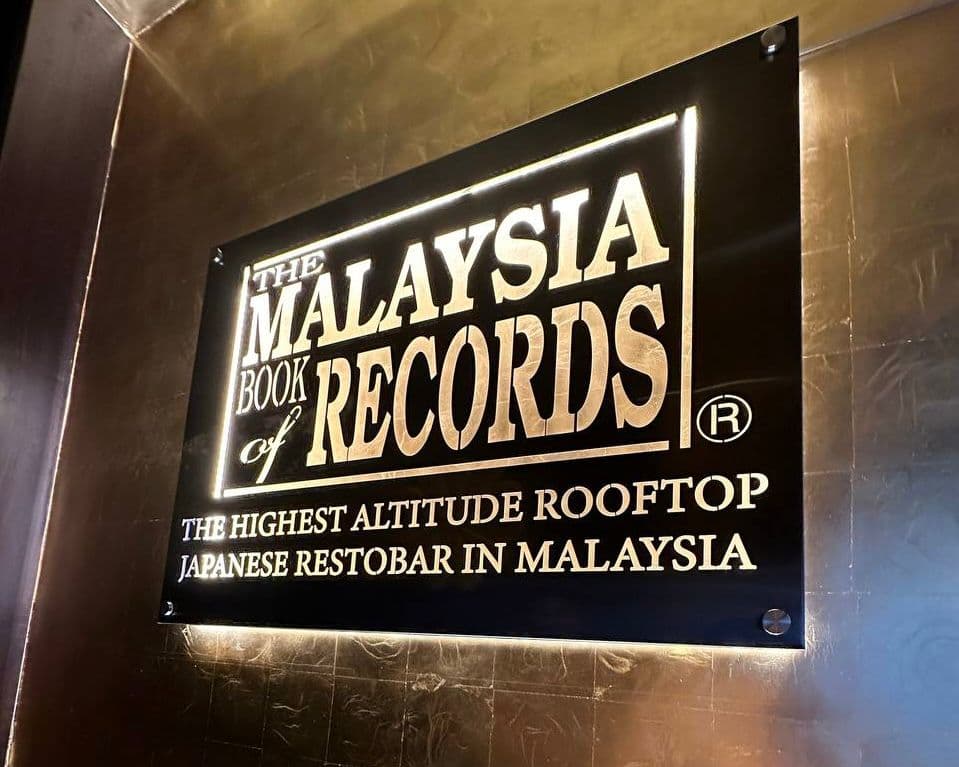 THE
MALAYSIA
BOOK
of RECORDS ®
THE HIGHEST ALTITUDE ROOFTOP
JAPANESE RESTOBAR IN MALAYSIA